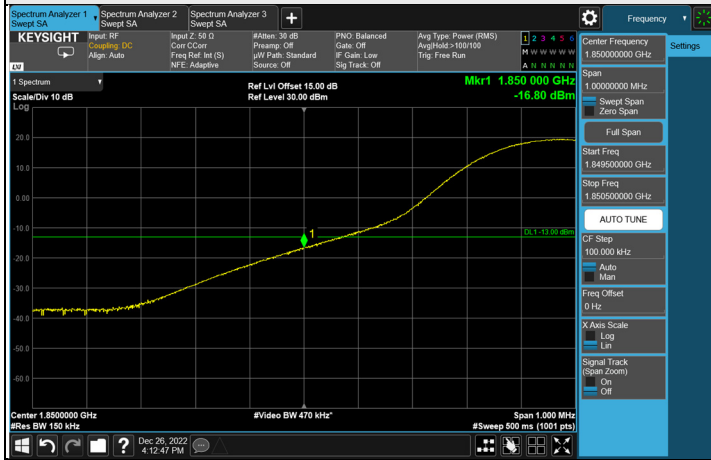 Spectrum Analyzer 1
Swept SA
Spectrum Analyzer 2
Swept SA
Spectrum Analyzer 3
Swept SA
Frequency
KEYSIGHT
Input: RF
Coupling: DC
Align: Auto
Input Z: 50 Ω
Corr CCorr
Freq Ref: Int (S)
NFE: Adaptive
#Atten: 30 dB
Preamp: Off
µW Path: Standard
Source: Off
PNO: Balanced
Gate: Off
IF Gain: Low
Sig Track: Off
Avg Type: Power (RMS)
Avg|Hold:>100/100
Trig: Free Run
1 2 3 4 5 6
M W W W W W
A N N N N N
LXI
1 Spectrum
Scale/Div 10 dB
Log
Ref Lvl Offset 15.00 dB
Ref Level 30.00 dBm
Mkr1 1.850 000 GHz
-16.80 dBm
20.0
10.0
0.00
-10.0
-20.0
-30.0
-40.0
-50.0
-60.0
1
DL1 -13.00 dBm
Center 1.8500000 GHz
#Res BW 150 kHz
#Video BW 470 kHz*
Span 1.000 MHz
#Sweep 500 ms (1001 pts)
Center Frequency
1.850000000 GHz
Settings
Span
1.00000000 MHz
Swept Span
Zero Span
Full Span
Start Freq
1.849500000 GHz
Stop Freq
1.850500000 GHz
AUTO TUNE
CF Step
100.000 kHz
Auto
Man
Freq Offset
0 Hz
X Axis Scale
Log
Lin
Signal Track
(Span Zoom)
On
Off
?
Dec 26, 2022
4:12:47 PM